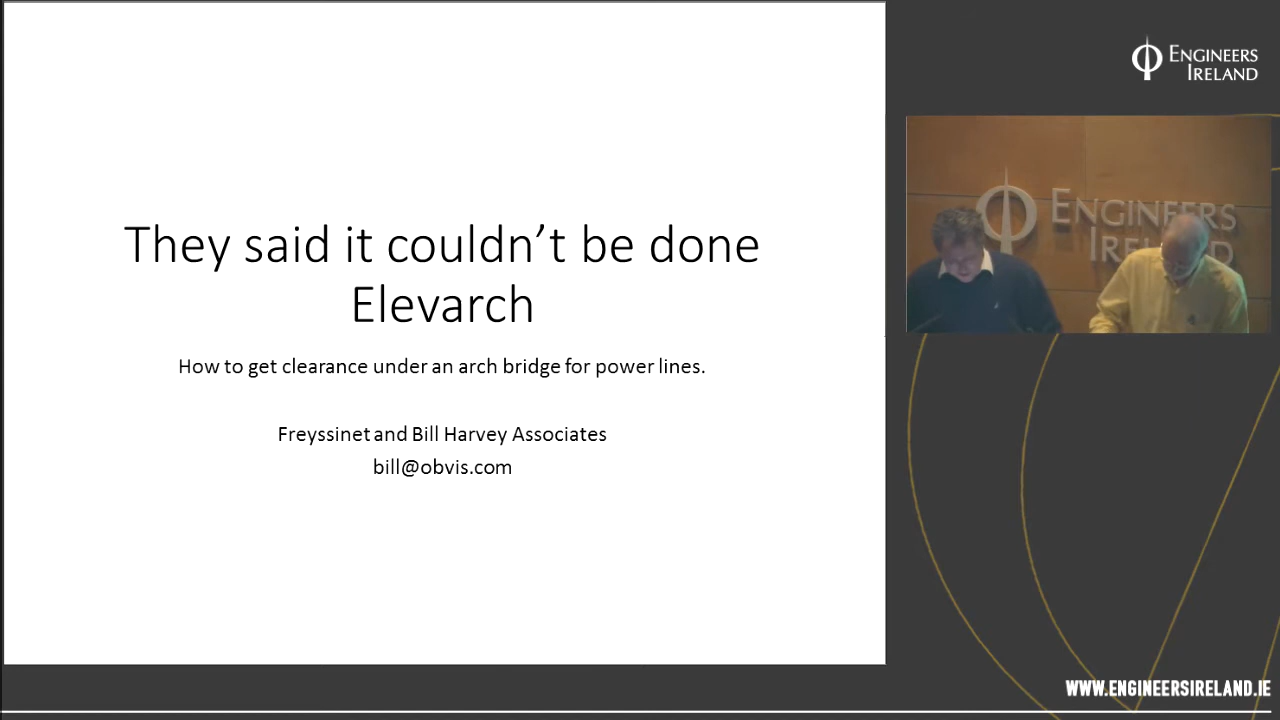 They said it couldn’t be done
Elevarch
How to get clearance under an arch bridge for power lines.
Freyssinet and Bill Harvey Associates
bill@obvis.com
ENGINEERS
IRELAND
ENGINEERS
IRELAND
WWW.ENGINEERSIRELAND.IE